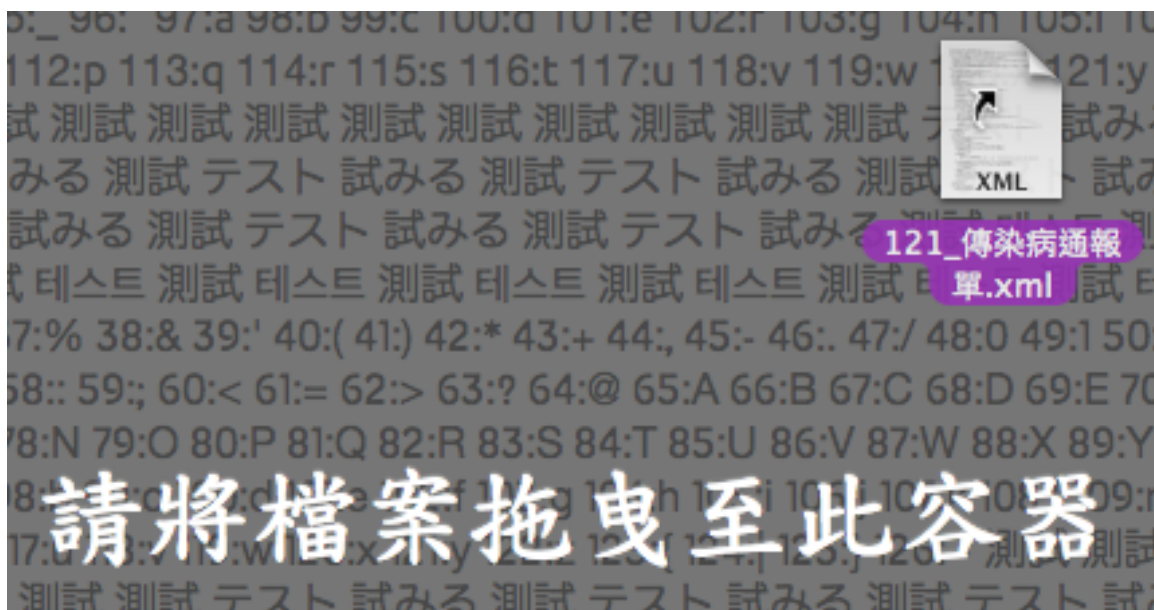 96: 97:a 98:b 99:c 100:d 101:e 102:f 103:g 104:h 105:i
112:p 113:q 114:r 115:s 116:t 117:u 118:v 119:w 121:y
試 測試 測試 測試 測試 測試 測試 測試 測試 測試 試み
みる 測試 テスト 試みる 測試 テスト 試みる 測試
XML
試みる 測試 テスト 試みる 測試 テスト 試みる
121_傳染病通報
單.xml
테스트 測試 테스트 測試 테스트 測試 테스트 測試 試
37:% 38:& 39:' 40:( 41:) 42:* 43:+ 44:, 45:- 46:. 47:/ 48:0 49:1 50:
58:: 59:; 60:< 61:= 62:> 63:? 64:@ 65:A 66:B 67:C 68:D 69:E 70
78:N 79:O 80:P 81:Q 82:R 83:S 84:T 85:U 86:V 87:W 88:X 89:Y
請將檔案拖曳至此容器
測試 測試 テスト 試みる 測試 テスト 試みる 測試 テスト